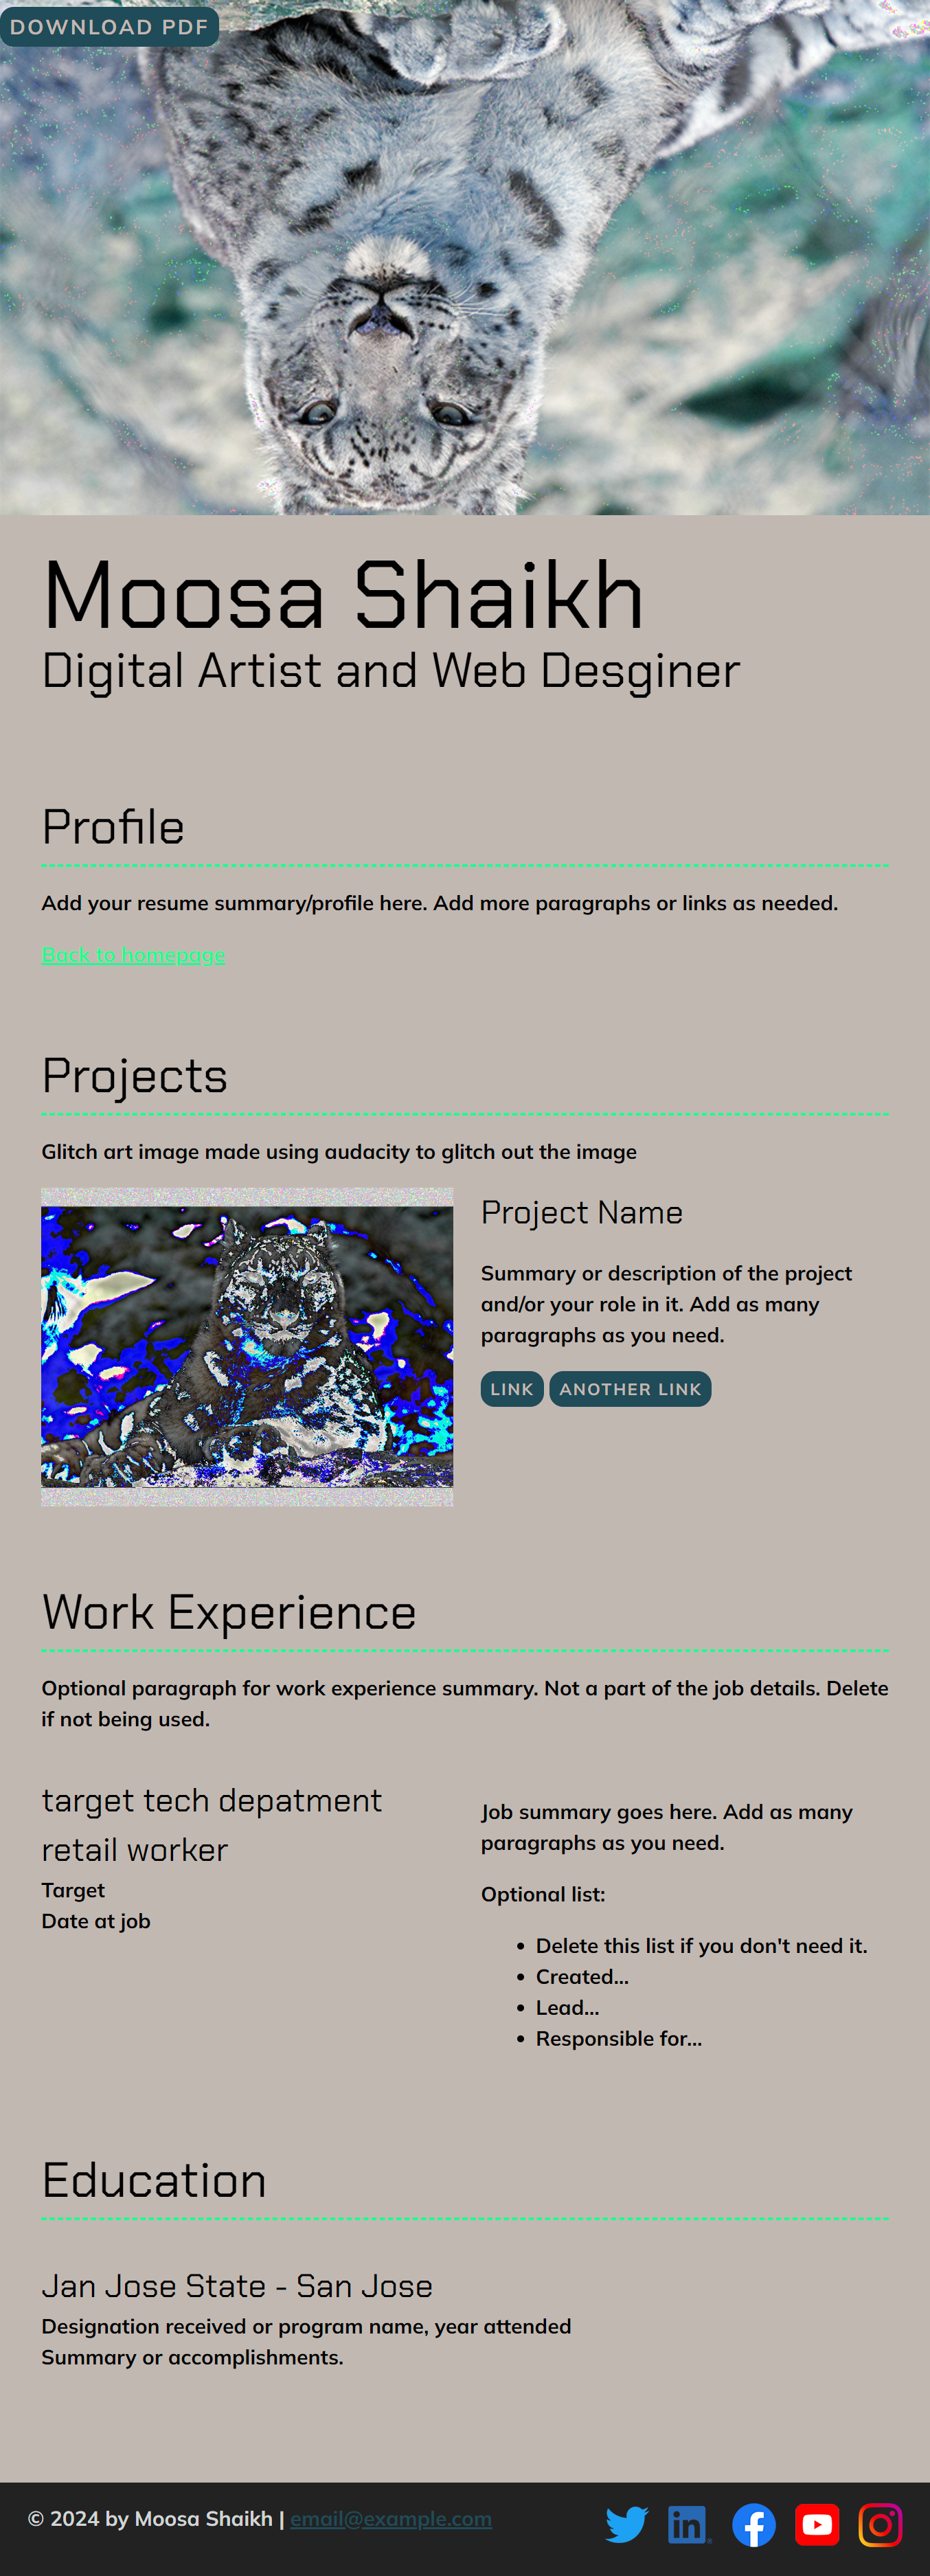 DOWNLOAD PDF
Moosa Shaikh
Digital Artist and Web Desginer
Profile
Add your resume summary/profile here. Add more paragraphs or links as needed.
Back to homepage
Projects
Glitch art image made using audacity to glitch out the image
Project Name
Summary or description of the project
and/or your role in it. Add as many
paragraphs as you need.
LINK ANOTHER LINK
Work Experience
Optional paragraph for work experience summary. Not a part of the job details. Delete
if not being used.
target tech depatment
retail worker
Target
Date at job
Job summary goes here. Add as many
paragraphs as you need.
Optional list:
• Delete this list if you don't need it.
• Created...
• Lead...
• Responsible for...
Education
Jan Jose State - San Jose
Designation received or program name, year attended
Summary or accomplishments.
© 2024 by Moosa Shaikh | email@example.com
in